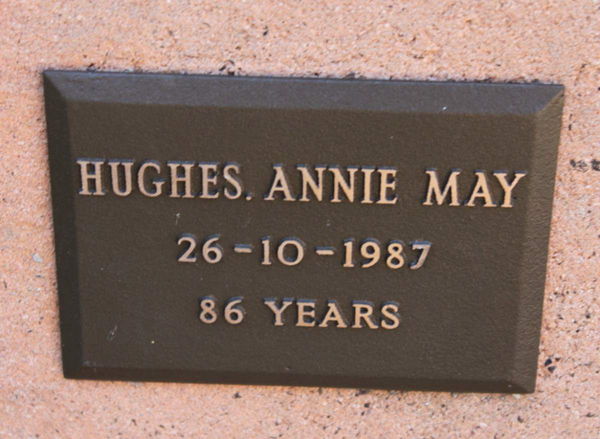 HUGHES. ANNIE MAY
26-10-1987
86 YEARS